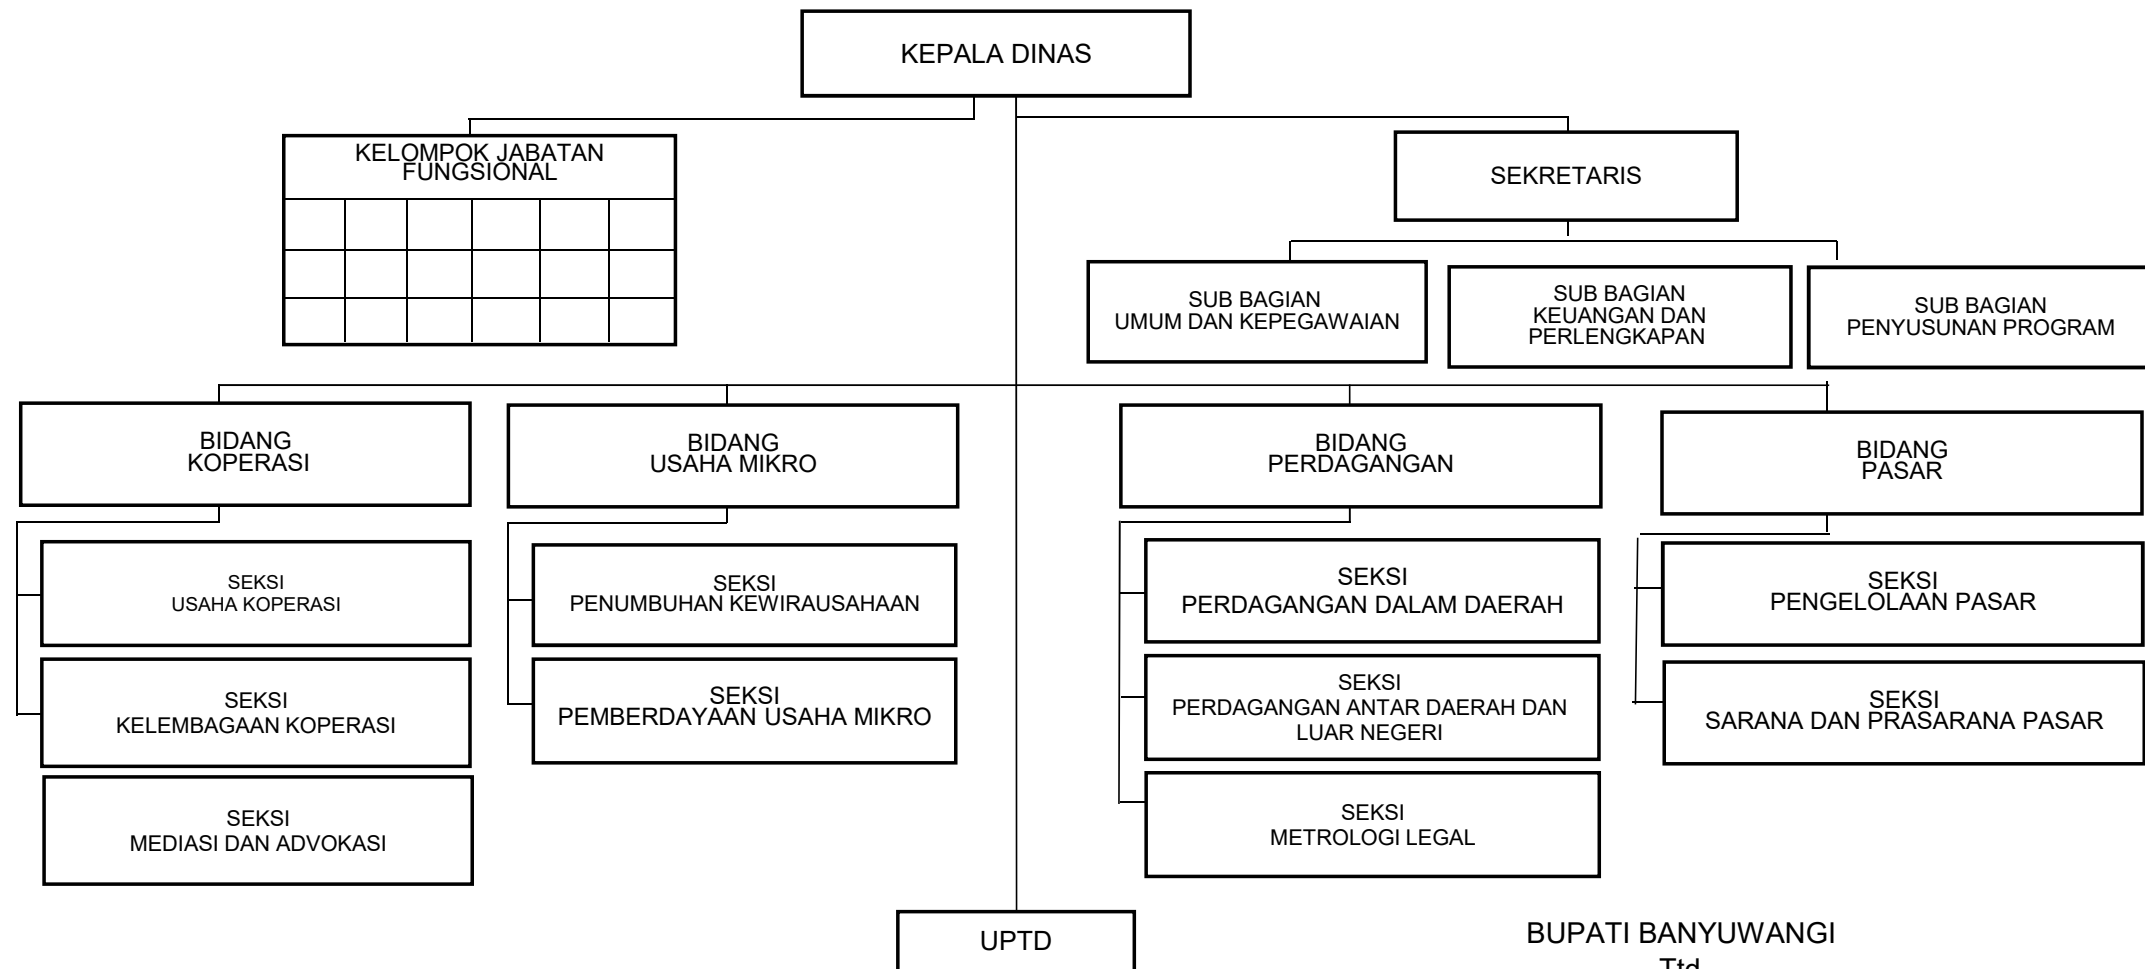 KEPALA DINAS
KELOMPOK JABATAN
FUNGSIONAL
SEKRETARIS
SUB BAGIAN
UMUM DAN KEPEGAWAIAN
SUB BAGIAN
KEUANGAN DAN
PERLENGKAPAN
SUB BAGIAN
PENYUSUNAN PROGRAM
BIDANG
KOPERASI
BIDANG
USAHA MIKRO
BIDANG
PERDAGANGAN
BIDANG
PASAR
SEKSI
USAHA KOPERASI
SEKSI
KELEMBAGAAN KOPERASI
SEKSI
MEDIASI DAN ADVOKASI
SEKSI
PENUMBUHAN KEWIRAUSAHAAN
SEKSI
PEMBERDAYAAN USAHA MIKRO
SEKSI
PERDAGANGAN DALAM DAERAH
SEKSI
PERDAGANGAN ANTAR DAERAH DAN
LUAR NEGERI
SEKSI
METROLOGI LEGAL
SEKSI
PENGELOLAAN PASAR
SEKSI
SARANA DAN PRASARANA PASAR
UPTD
BUPATI BANYUWANGI
Ttd